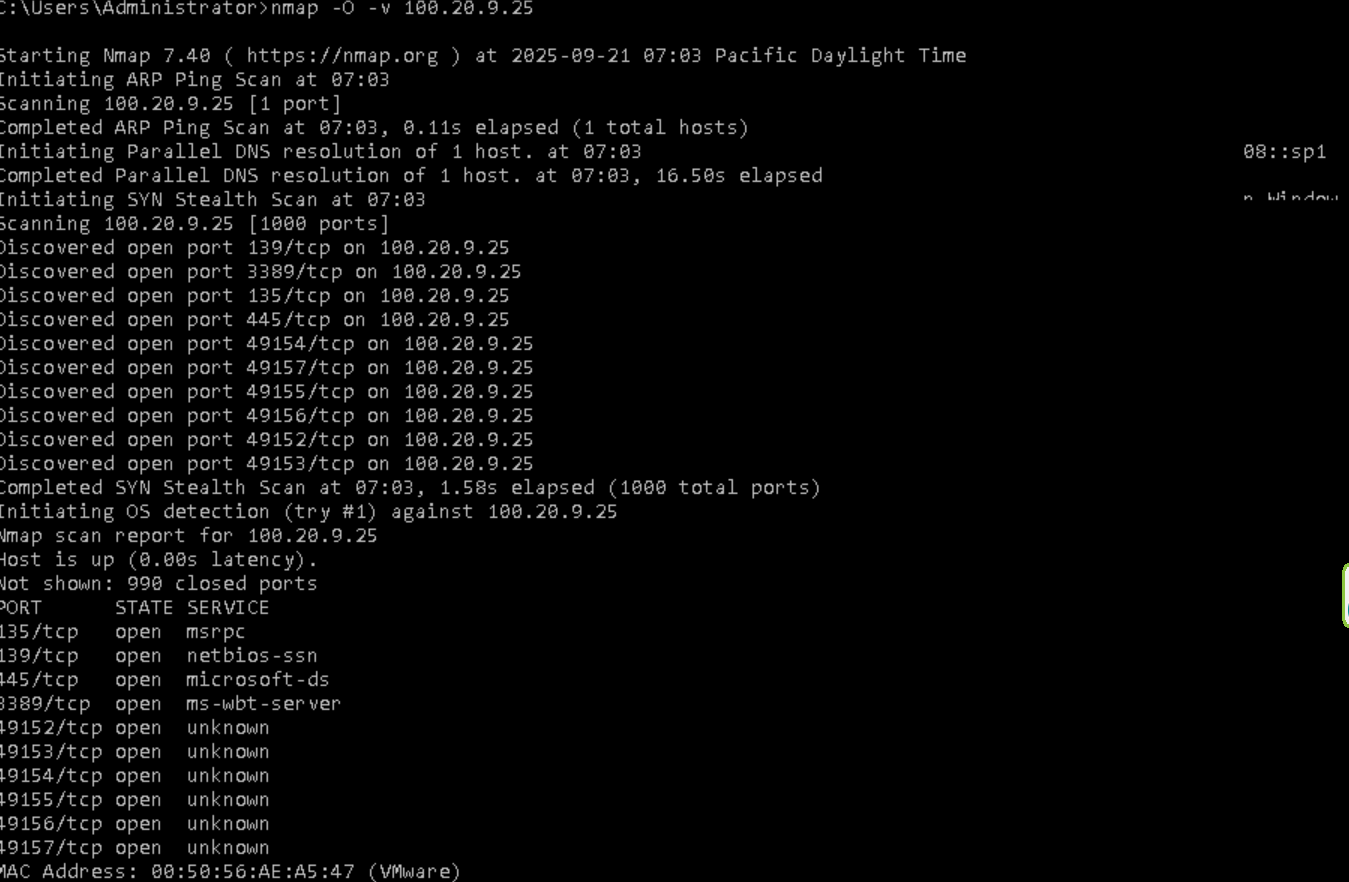 C:\Users\Administrator>nmap -O -v 100.20.9.25
Starting Nmap 7.40 ( https://nmap.org ) at 2025-09-21 07:03 Pacific Daylight Time
Initiating ARP Ping Scan at 07:03
Scanning 100.20.9.25 [1 port]
Completed ARP Ping Scan at 07:03, 0.11s elapsed (1 total hosts)
Initiating Parallel DNS resolution of 1 host. at 07:03
08::sp1
Completed Parallel DNS resolution of 1 host. at 07:03, 16.50s elapsed
Initiating SYN Stealth Scan at 07:03
n Window
Scanning 100.20.9.25 [1000 ports]
Discovered open port 139/tcp on 100.20.9.25
Discovered open port 3389/tcp on 100.20.9.25
Discovered open port 135/tcp on 100.20.9.25
Discovered open port 445/tcp on 100.20.9.25
Discovered open port 49154/tcp on 100.20.9.25
Discovered open port 49157/tcp on 100.20.9.25
Discovered open port 49155/tcp on 100.20.9.25
Discovered open port 49156/tcp on 100.20.9.25
Discovered open port 49152/tcp on 100.20.9.25
Discovered open port 49153/tcp on 100.20.9.25
Completed SYN Stealth Scan at 07:03, 1.58s elapsed (1000 total ports)
Initiating OS detection (try #1) against 100.20.9.25
Nmap scan report for 100.20.9.25
Host is up (0.00s latency).
Not shown: 990 closed ports
PORT STATE SERVICE
135/tcp open msrpc
139/tcp open netbios-ssn
445/tcp open microsoft-ds
3389/tcp open ms-wbt-server
49152/tcp open unknown
49153/tcp open unknown
49154/tcp open unknown
49155/tcp open unknown
49156/tcp open unknown
49157/tcp open unknown
MAC Address: 00:50:56:AE:A5:47 (VMware)